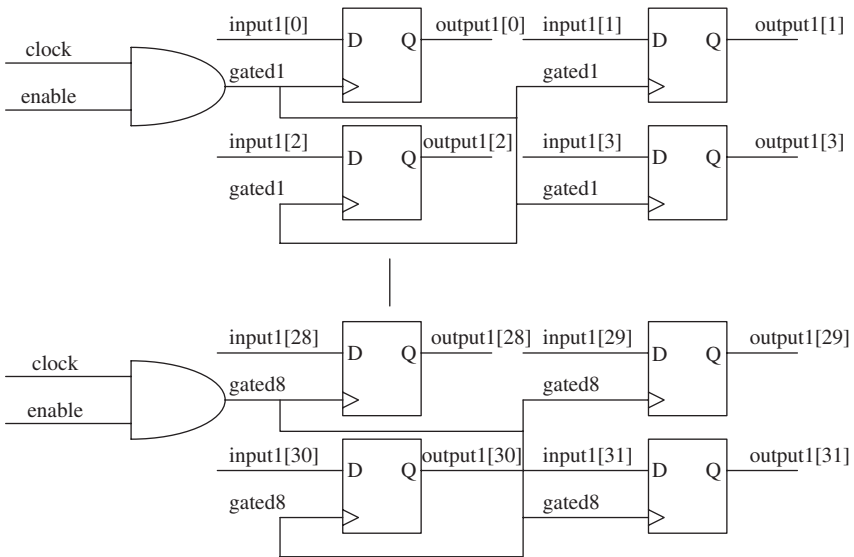 input1[0] output1[0] input1[1] output1[1]
clock D Q D Q
gated1 gated1
enable
input1[2] output1[2] input1[3] output1[3]
D Q D Q
gated1 gated1
input1[28] output1[28] input1[29] output1[29]
clock D Q D Q
gated8 gated8
enable
input1[30] output1[30] input1[31] output1[31]
D Q D Q
gated8 gated8